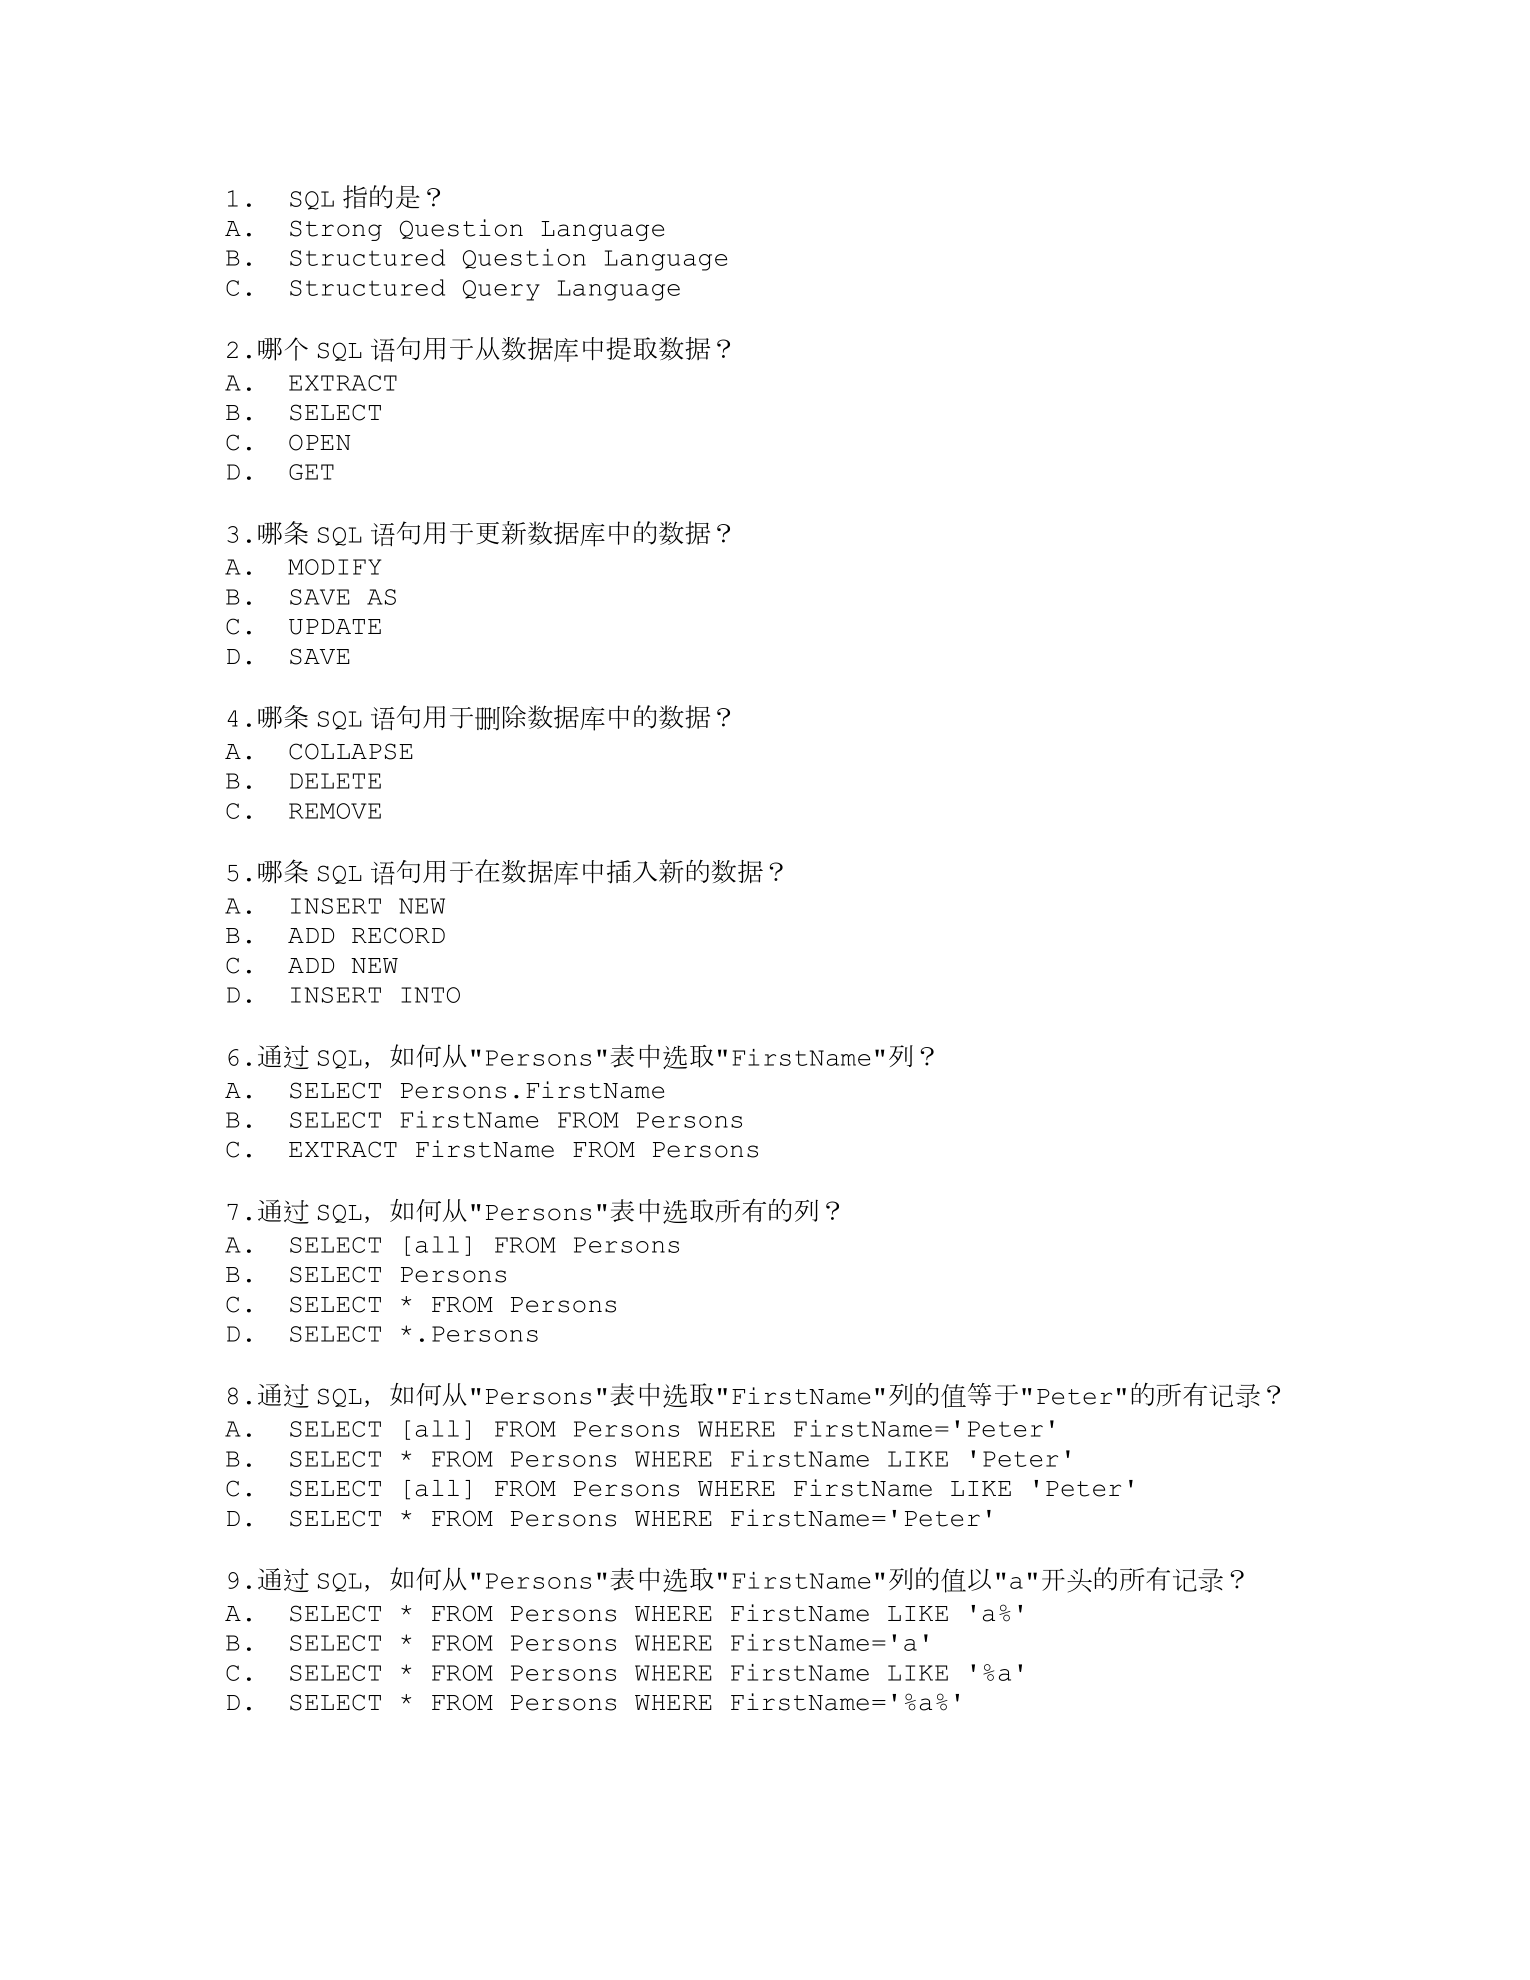 1. SQL 指的是？
A. Strong Question Language
B. Structured Question Language
C. Structured Query Language
2.哪个 SQL 语句用于从数据库中提取数据？
A. EXTRACT
B. SELECT
C. OPEN
D. GET
3.哪条 SQL 语句用于更新数据库中的数据？
A. MODIFY
B. SAVE AS
C. UPDATE
D. SAVE
4.哪条 SQL 语句用于删除数据库中的数据？
A. COLLAPSE
B. DELETE
C. REMOVE
5.哪条 SQL 语句用于在数据库中插入新的数据？
A. INSERT NEW
B. ADD RECORD
C. ADD NEW
D. INSERT INTO
6.通过 SQL，如何从"Persons"表中选取"FirstName"列？
A. SELECT Persons.FirstName
B. SELECT FirstName FROM Persons
C. EXTRACT FirstName FROM Persons
7.通过 SQL，如何从"Persons"表中选取所有的列？
A. SELECT [all] FROM Persons
B. SELECT Persons
C. SELECT * FROM Persons
D. SELECT *.Persons
8.通过 SQL，如何从"Persons"表中选取"FirstName"列的值等于"Peter"的所有记录？
A. SELECT [all] FROM Persons WHERE FirstName='Peter'
B. SELECT * FROM Persons WHERE FirstName LIKE 'Peter'
C. SELECT [all] FROM Persons WHERE FirstName LIKE 'Peter'
D. SELECT * FROM Persons WHERE FirstName='Peter'
9.通过 SQL，如何从"Persons"表中选取"FirstName"列的值以"a"开头的所有记录？
A. SELECT * FROM Persons WHERE FirstName LIKE 'a%'
B. SELECT * FROM Persons WHERE FirstName='a'
C. SELECT * FROM Persons WHERE FirstName LIKE '%a'
D. SELECT * FROM Persons WHERE FirstName='%a%'